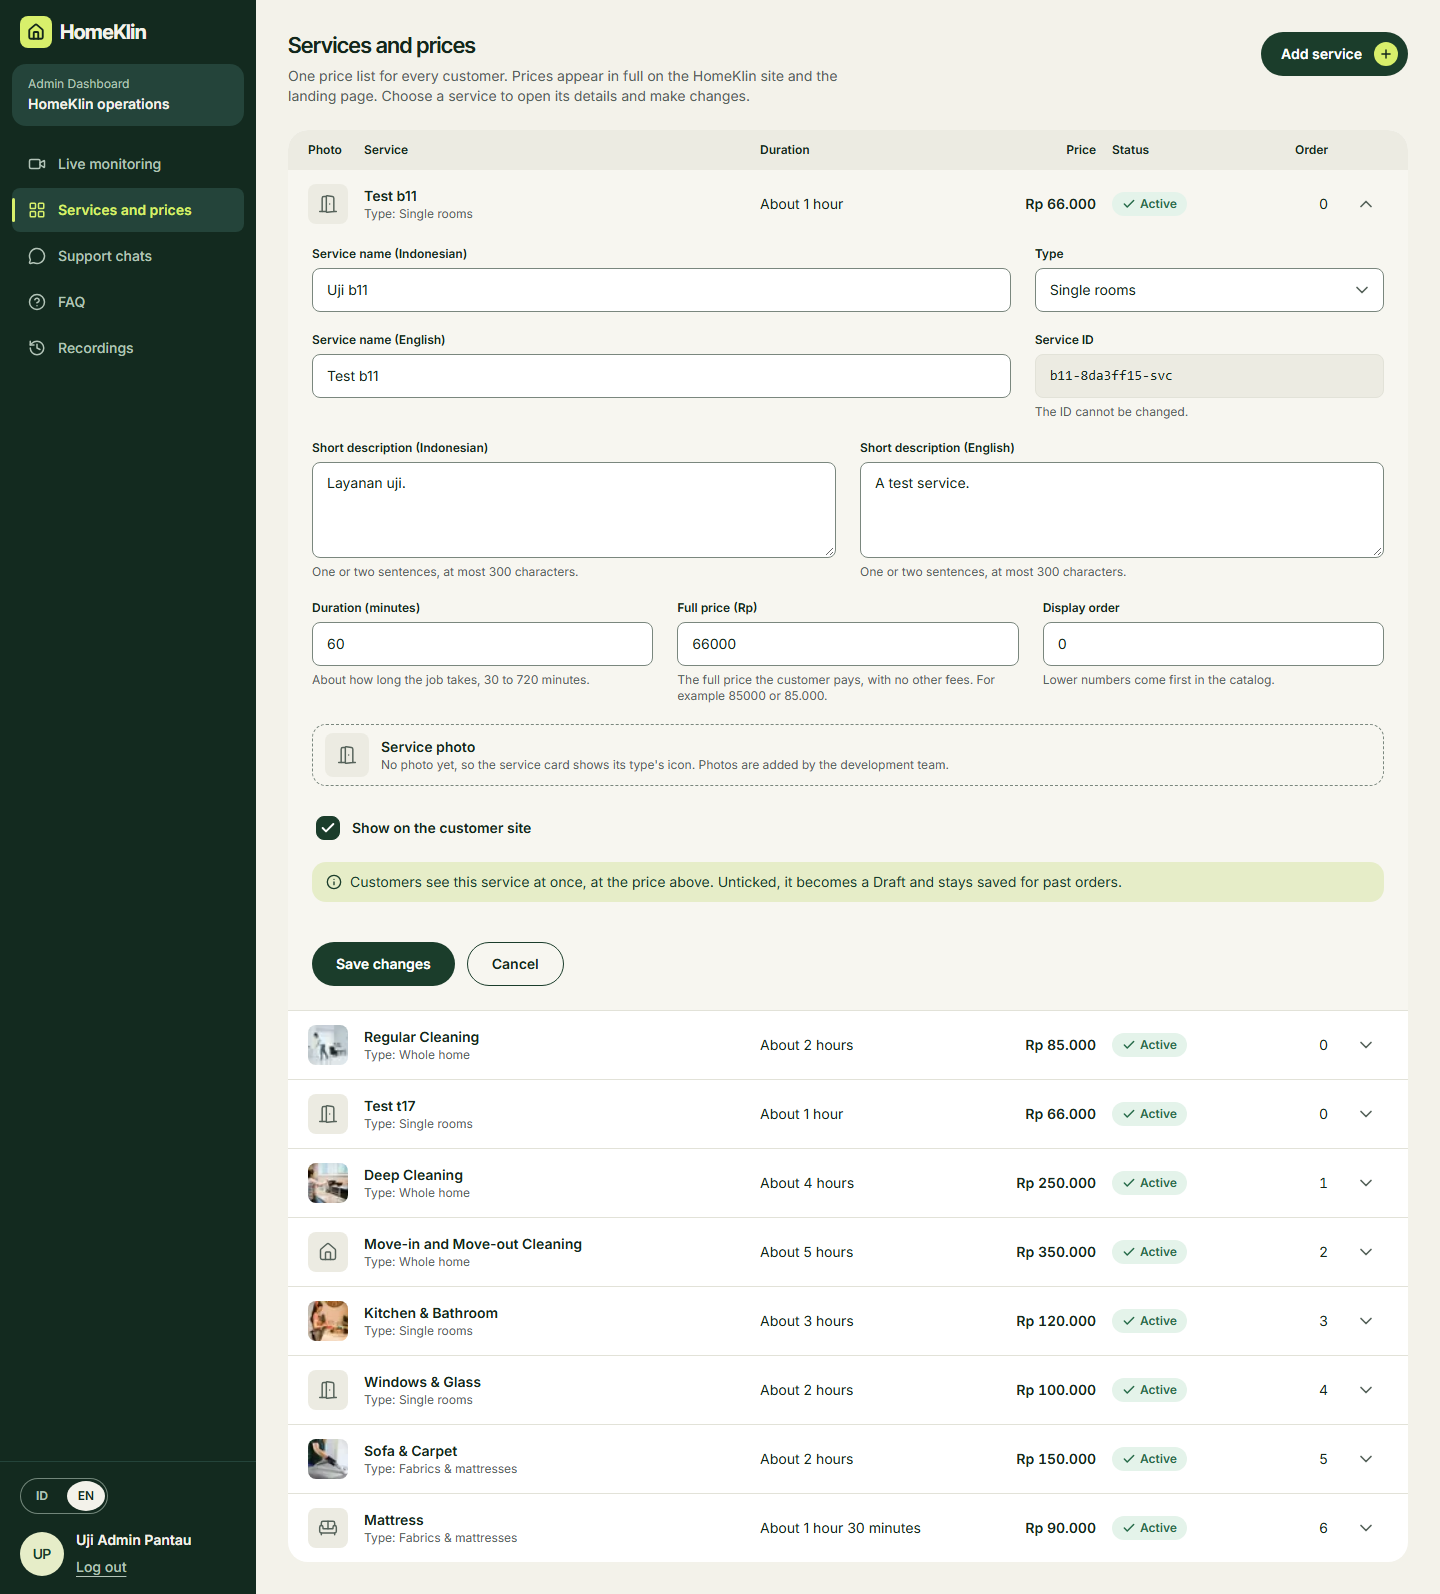 HomeKlin
Admin Dashboard
HomeKlin operations
Live monitoring
Services and prices
Support chats
FAQ
Recordings
ID EN
UP
Uji Admin Pantau
Log out
Services and prices
One price list for every customer. Prices appear in full on the HomeKlin site and the
landing page. Choose a service to open its details and make changes.
Add service
Photo Service Duration Price Status Order
Test b11
Type: Single rooms
About 1 hour Rp 66.000 Active 0
Service name (Indonesian) Type
Uji b11 Single rooms
Service name (English) Service ID
Test b11 b11-8da3ff15-svc
The ID cannot be changed.
Short description (Indonesian) Short description (English)
Layanan uji. A test service.
One or two sentences, at most 300 characters. One or two sentences, at most 300 characters.
Duration (minutes) Full price (Rp) Display order
60 66000 0
About how long the job takes, 30 to 720 minutes. The full price the customer pays, with no other fees. For Lower numbers come first in the catalog.
example 85000 or 85.000.
Service photo
No photo yet, so the service card shows its type's icon. Photos are added by the development team.
Show on the customer site
Customers see this service at once, at the price above. Unticked, it becomes a Draft and stays saved for past orders.
Save changes Cancel
Regular Cleaning
Type: Whole home
About 2 hours Rp 85.000 Active 0
Test t17
Type: Single rooms
About 1 hour Rp 66.000 Active 0
Deep Cleaning
Type: Whole home
About 4 hours Rp 250.000 Active 1
Move-in and Move-out Cleaning
Type: Whole home
About 5 hours Rp 350.000 Active 2
Kitchen & Bathroom
Type: Single rooms
About 3 hours Rp 120.000 Active 3
Windows & Glass
Type: Single rooms
About 2 hours Rp 100.000 Active 4
Sofa & Carpet
Type: Fabrics & mattresses
About 2 hours Rp 150.000 Active 5
Mattress
Type: Fabrics & mattresses
About 1 hour 30 minutes Rp 90.000 Active 6